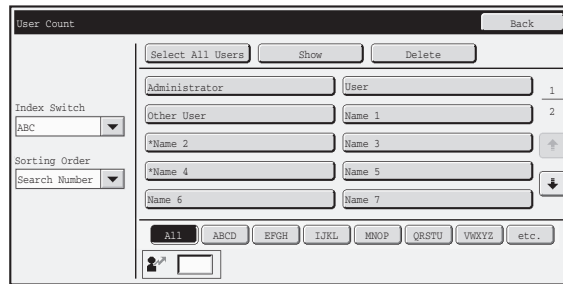 User Count Back
Select All Users Show Delete
Administrator User
Other User Name 1
*Name 2 Name 3
*Name 4 Name 5
Name 6 Name 7
1
2
Index Switch
ABC
Sorting Order
Search Number
All ABCD EFGH IJKL MNOP QRSTU VWXYZ etc.